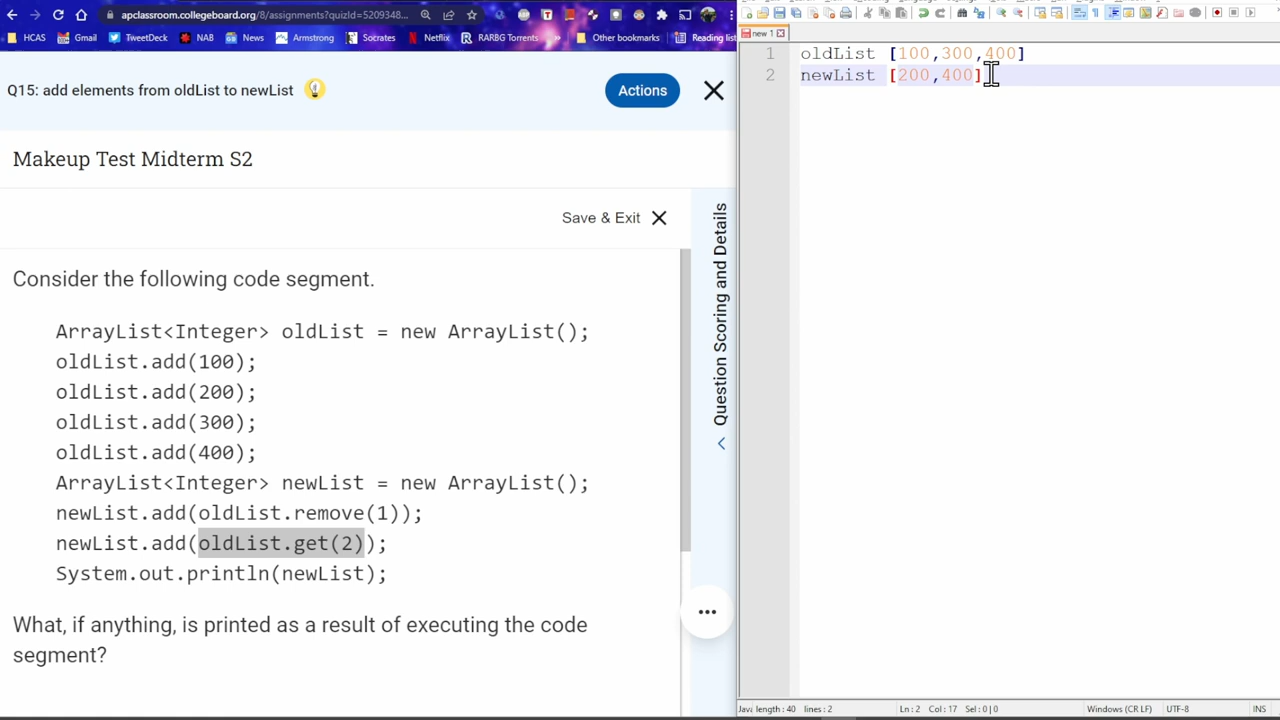 apclassroom.collegeboard.org/8/assignments?quizId=5209348...
HCAS
Gmail
TweetDeck
NAB
News
Armstrong
Socrates
Netflix
RARBG Torrents
»
Other bookmarks
Reading list
Q15: add elements from oldList to newList
Actions
Makeup Test Midterm S2
Save & Exit
Question Scoring and Details
Consider the following code segment.
ArrayList<Integer> oldList = new ArrayList();
oldList.add(100);
oldList.add(200);
oldList.add(300);
oldList.add(400);
ArrayList<Integer> newList = new ArrayList();
newList.add(oldList.remove(1));
newList.add(oldList.get(2));
System.out.println(newList);
What, if anything, is printed as a result of executing the code
segment?
new 1
1 oldList [100,300,400]
2 newList [200,400]
Java length: 40 lines: 2
Ln: 2 Col: 17 Sel: 0 | 0
Windows (CR LF)
UTF-8
INS